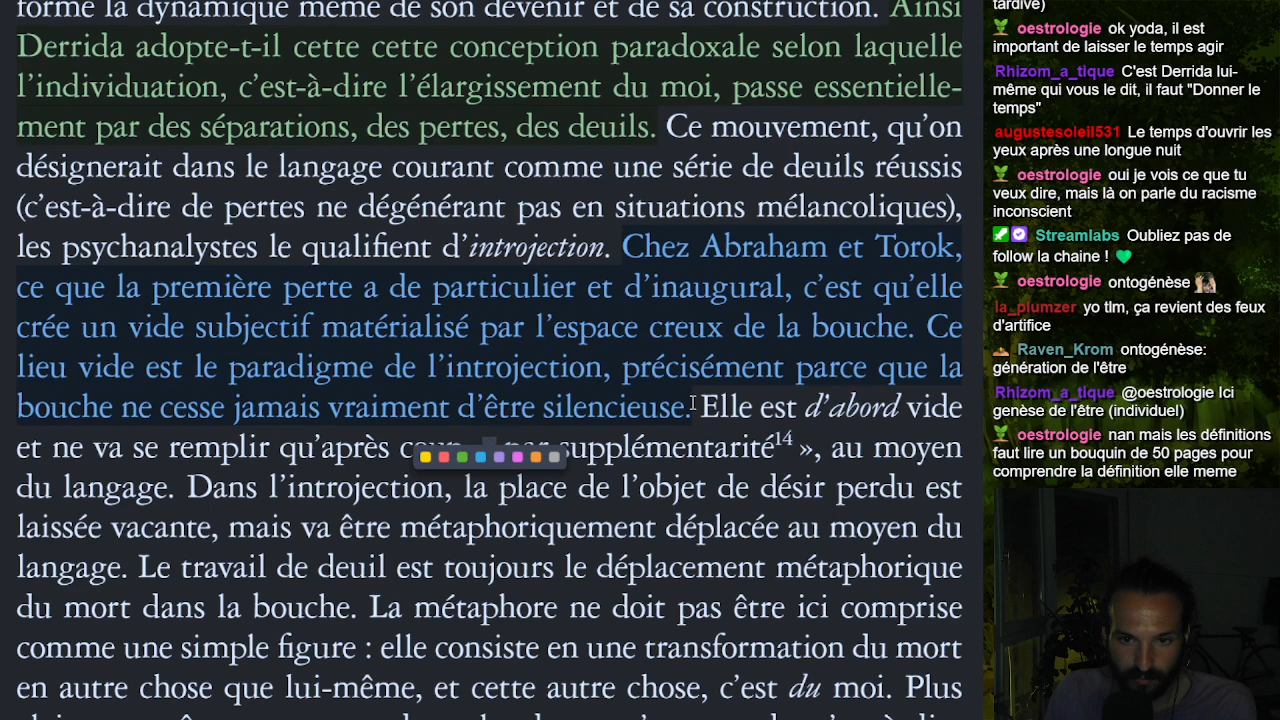 forme la dynamique même de son devenir et de sa construction. Ainsi
Derrida adopte-t-il cette cette conception paradoxale selon laquelle
l’individuation, c’est-à-dire l’élargissement du moi, passe essentielle-
ment par des séparations, des pertes, des deuils. Ce mouvement, qu’on
désignerait dans le langage courant comme une série de deuils réussis
(c’est-à-dire de pertes ne dégénérant pas en situations mélancoliques),
les psychanalystes le qualifient d’introjection. Chez Abraham et Torok,
ce que la première perte a de particulier et d’inaugural, c’est qu’elle
crée un vide subjectif matérialisé par l’espace creux de la bouche. Ce
lieu vide est le paradigme de l’introjection, précisément parce que la
bouche ne cesse jamais vraiment d’être silencieuse. Elle est d’abord vide
et ne va se remplir qu’après supplémentarité14 », au moyen
du langage. Dans l’introjection, la place de l’objet de désir perdu est
laissée vacante, mais va être métaphoriquement déplacée au moyen du
langage. Le travail de deuil est toujours le déplacement métaphorique
du mort dans la bouche. La métaphore ne doit pas être ici comprise
comme une simple figure : elle consiste en une transformation du mort
en autre chose que lui-même, et cette autre chose, c’est du moi. Plus
tardive)
oestrologie ok yoda, il est
important de laisser le temps agir
Rhizom_a_tique C'est Derrida lui-
même qui vous le dit, il faut "Donner le
temps"
augustesoleil531 Le temps d'ouvrir les
yeux après une longue nuit
oestrologie oui je vois ce que tu
veux dire, mais là on parle du racisme
inconscient
Streamlabs Oubliez pas de
follow la chaine !
oestrologie ontogénèse
la_plumzer yo tlm, ça revient des feux
d'artifice
Raven_Krom ontogénèse:
génération de l'être
Rhizom_a_tique @oestrologie Ici
genèse de l'être (individuel)
oestrologie nan mais les définitions
faut lire un bouquin de 50 pages pour
comprendre la définition elle meme